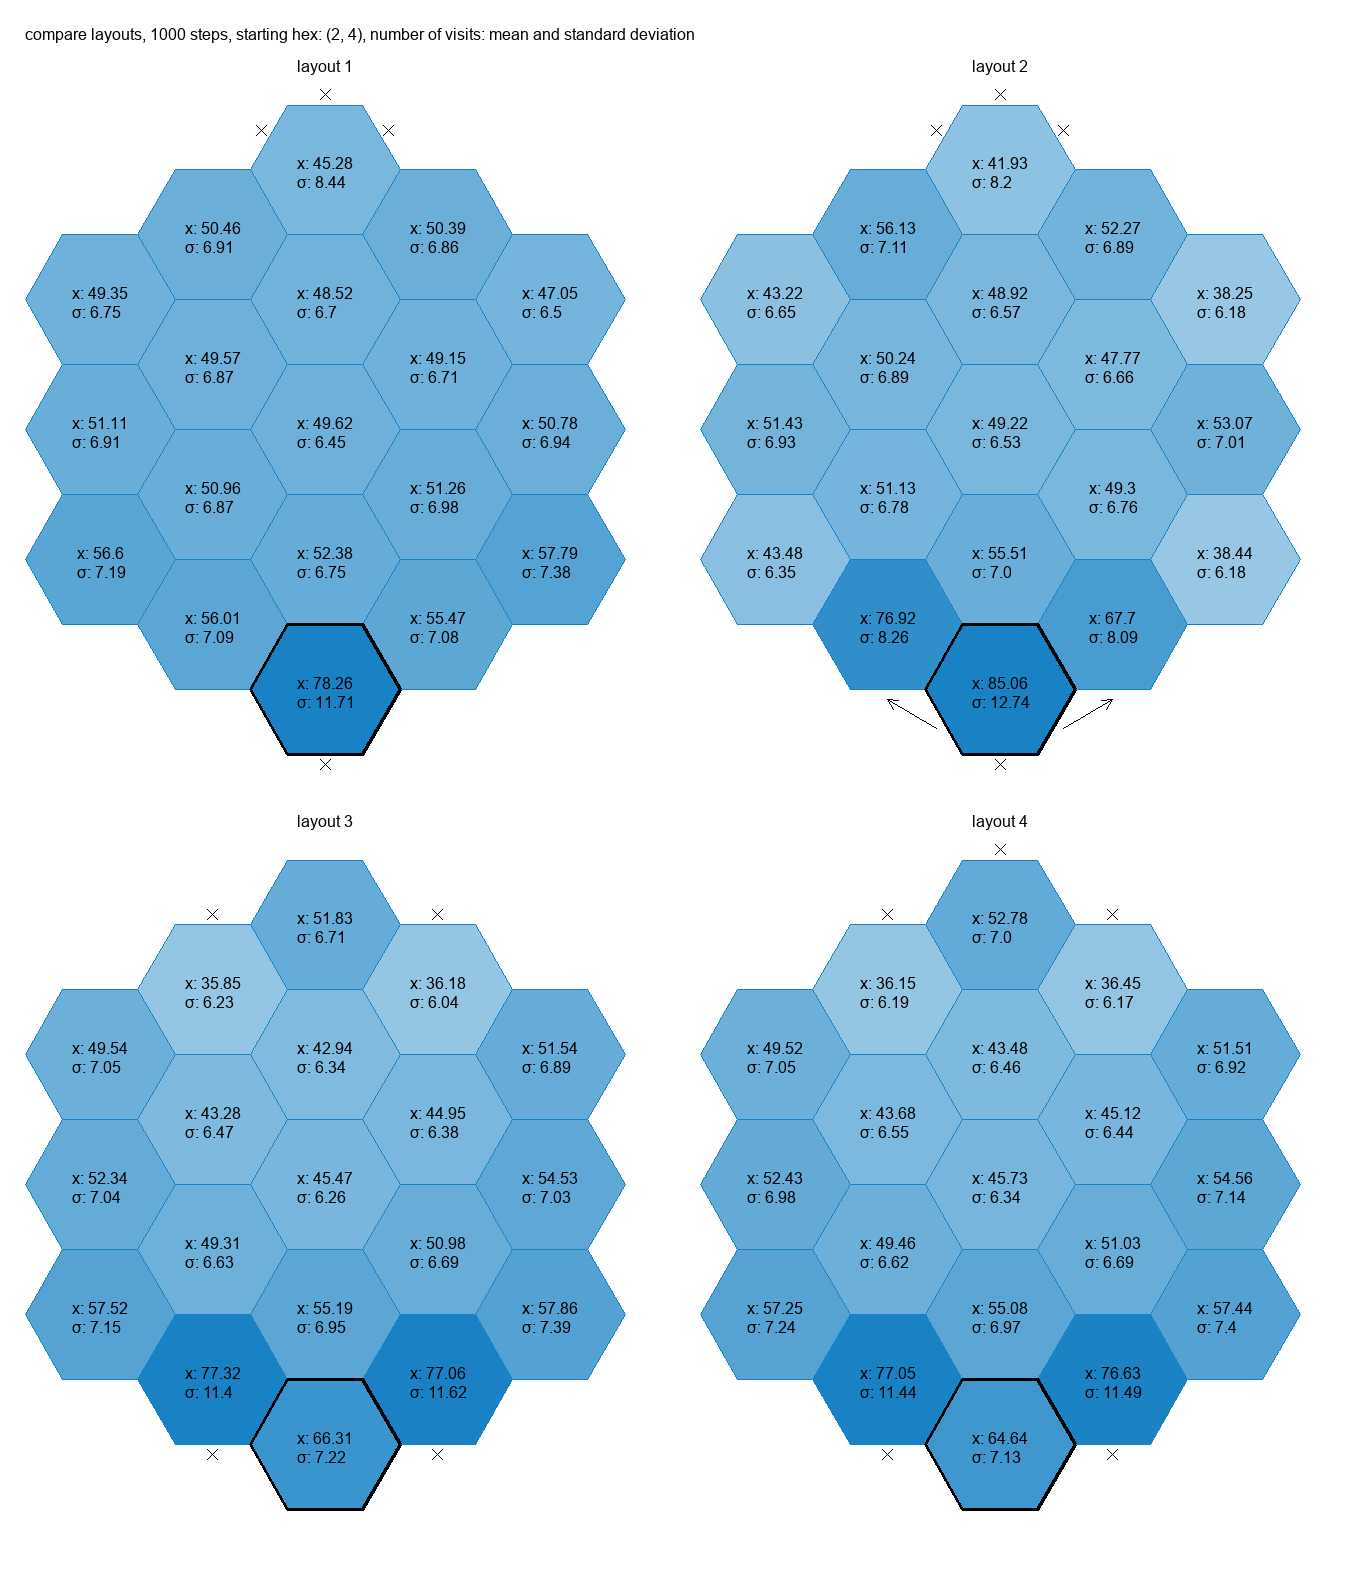 compare layouts, 1000 steps, starting hex: (2, 4), number of visits: mean and standard deviation
layout 1
x: 45.28
σ: 8.44
x: 50.46
σ: 6.91
x: 50.39
σ: 6.86
x: 49.35
σ: 6.75
x: 48.52
σ: 6.7
x: 47.05
σ: 6.5
x: 49.57
σ: 6.87
x: 49.15
σ: 6.71
x: 51.11
σ: 6.91
x: 49.62
σ: 6.45
x: 50.78
σ: 6.94
x: 50.96
σ: 6.87
x: 51.26
σ: 6.98
x: 56.6
σ: 7.19
x: 52.38
σ: 6.75
x: 57.79
σ: 7.38
x: 56.01
σ: 7.09
x: 55.47
σ: 7.08
x: 78.26
σ: 11.71
layout 2
x: 41.93
σ: 8.2
x: 56.13
σ: 7.11
x: 52.27
σ: 6.89
x: 43.22
σ: 6.65
x: 48.92
σ: 6.57
x: 38.25
σ: 6.18
x: 50.24
σ: 6.89
x: 47.77
σ: 6.66
x: 51.43
σ: 6.93
x: 49.22
σ: 6.53
x: 53.07
σ: 7.01
x: 51.13
σ: 6.78
x: 49.3
σ: 6.76
x: 43.48
σ: 6.35
x: 55.51
σ: 7.0
x: 38.44
σ: 6.18
x: 76.92
σ: 8.26
x: 67.7
σ: 8.09
x: 85.06
σ: 12.74
layout 3
x: 51.83
σ: 6.71
x: 35.85
σ: 6.23
x: 36.18
σ: 6.04
x: 49.54
σ: 7.05
x: 42.94
σ: 6.34
x: 51.54
σ: 6.89
x: 43.28
σ: 6.47
x: 44.95
σ: 6.38
x: 52.34
σ: 7.04
x: 45.47
σ: 6.26
x: 54.53
σ: 7.03
x: 49.31
σ: 6.63
x: 50.98
σ: 6.69
x: 57.52
σ: 7.15
x: 55.19
σ: 6.95
x: 57.86
σ: 7.39
x: 77.32
σ: 11.4
x: 77.06
σ: 11.62
x: 66.31
σ: 7.22
layout 4
x: 52.78
σ: 7.0
x: 36.15
σ: 6.19
x: 36.45
σ: 6.17
x: 49.52
σ: 7.05
x: 43.48
σ: 6.46
x: 51.51
σ: 6.92
x: 43.68
σ: 6.55
x: 45.12
σ: 6.44
x: 52.43
σ: 6.98
x: 45.73
σ: 6.34
x: 54.56
σ: 7.14
x: 49.46
σ: 6.62
x: 51.03
σ: 6.69
x: 57.25
σ: 7.24
x: 55.08
σ: 6.97
x: 57.44
σ: 7.4
x: 77.05
σ: 11.44
x: 76.63
σ: 11.49
x: 64.64
σ: 7.13